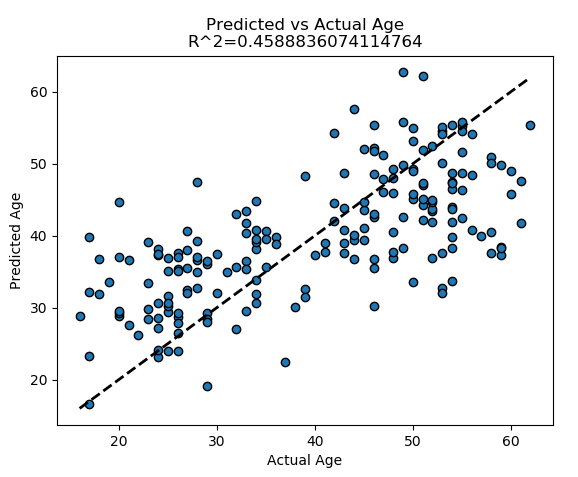 Predicted vs Actual Age
R^2=0.4588836074114764
60
50
40
30
20
Predicted Age
20 30 40 50 60
Actual Age